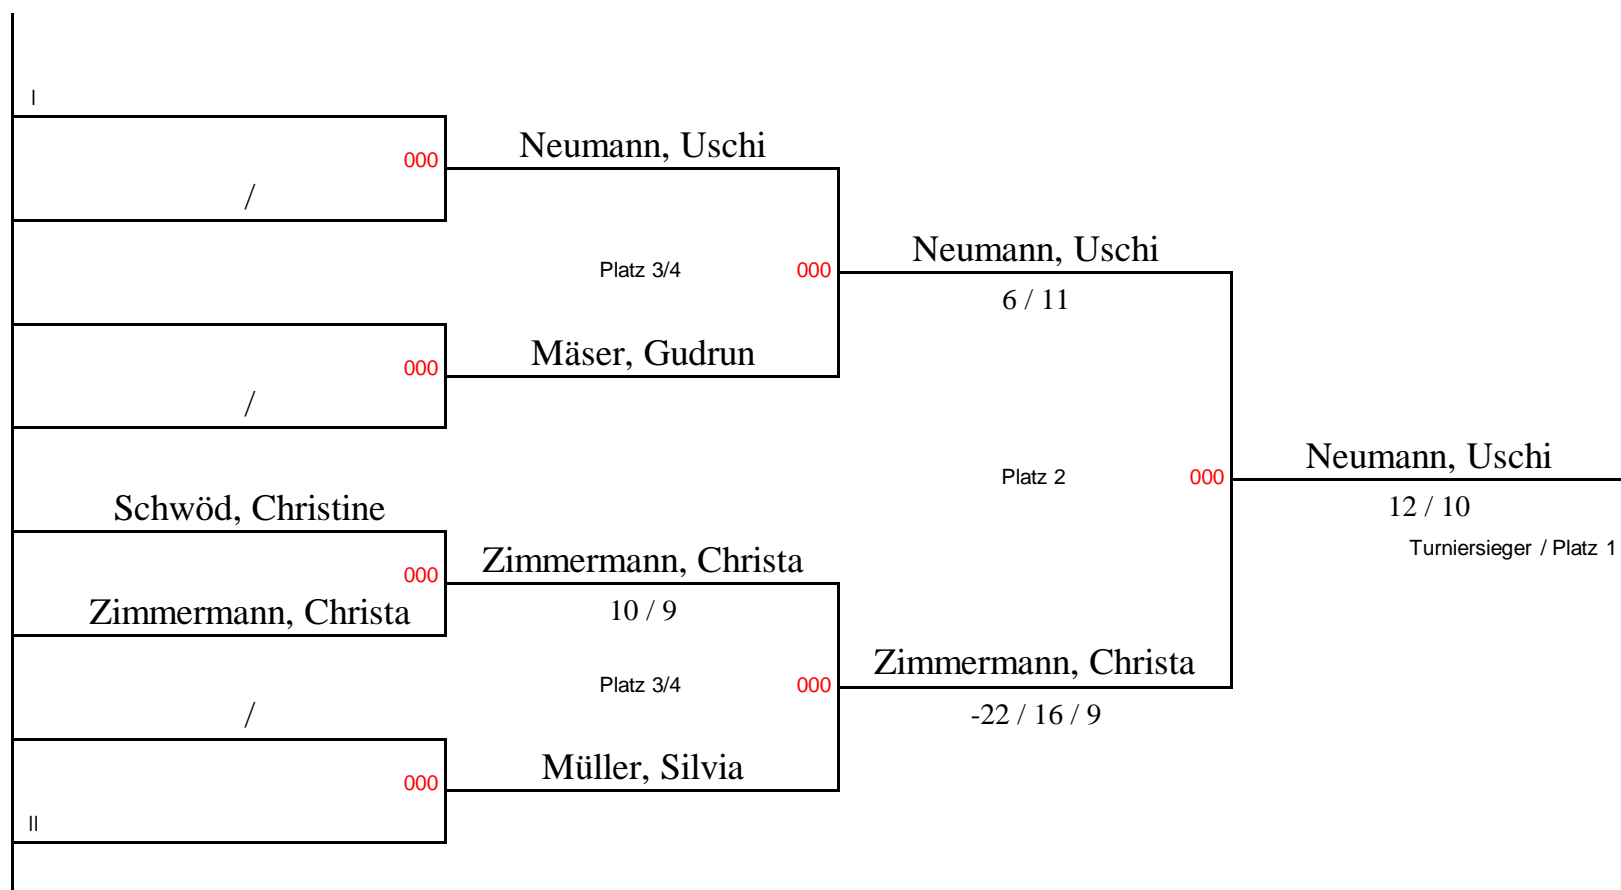 I
000
Neumann, Uschi
/
Platz 3/4
000
Neumann, Uschi
6 / 11
000
Mäser, Gudrun
/
Platz 2
000
Neumann, Uschi
12 / 10
Turniersieger / Platz 1
Schwöd, Christine
000
Zimmermann, Christa
Zimmermann, Christa
10 / 9
Platz 3/4
000
Zimmermann, Christa
-22 / 16 / 9
/
000
Müller, Silvia
II